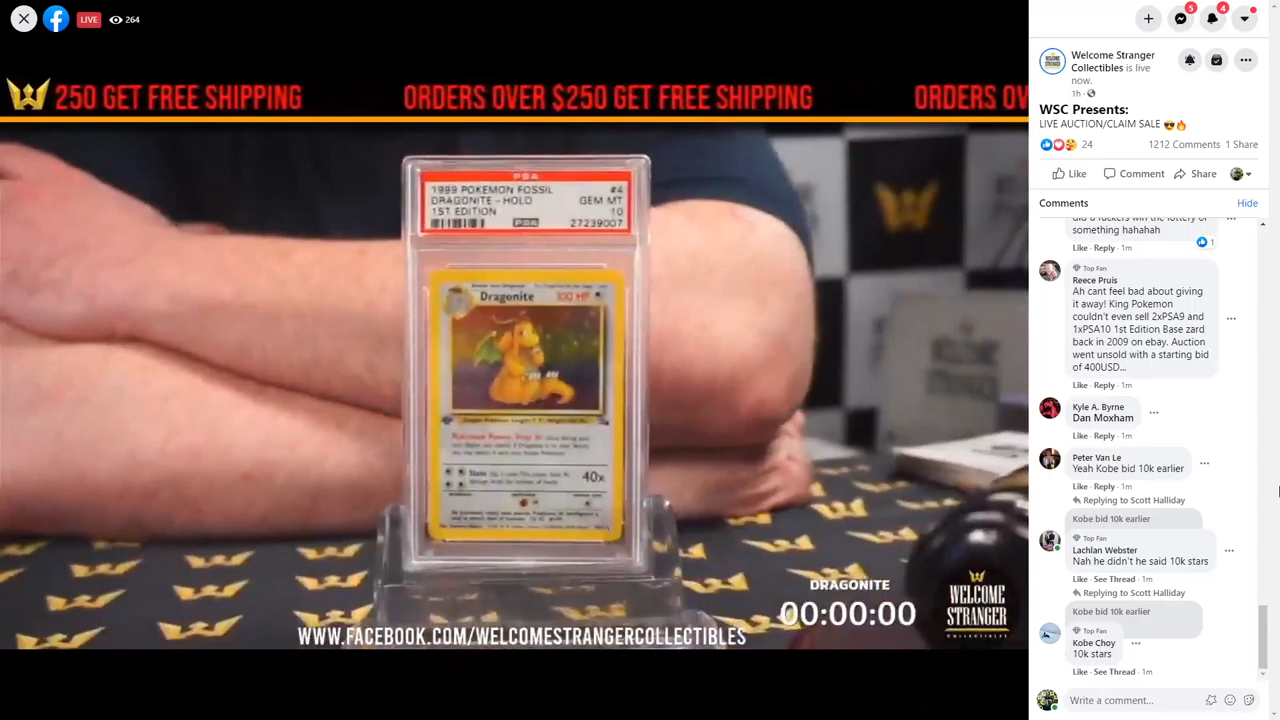 LIVE
264
250 GET FREE SHIPPING
ORDERS OVER $250 GET FREE SHIPPING
ORDERS OV
PSA
1999 POKEMON FOSSIL #4
DRAGONITE - HOLO GEM MT
1ST EDITION PSA 10
27239007
Dragonite 100 HP
40x
DRAGONITE
00:00:00
WELCOME
STRANGER
COLLECTIBLES
WWW.FACEBOOK.COM/WELCOMESTRANGERCOLLECTIBLES
5
4
Welcome Stranger
Collectibles is live
now.
1h
WSC Presents:
LIVE AUCTION/CLAIM SALE 😎🔥
24
1212 Comments 1 Share
Like Comment Share
Comments Hide
something hahahah
1
Like · Reply · 1m
Top Fan
Reece Pruis
Ah cant feel bad about giving
it away! King Pokemon
couldn't even sell 2xPSA9 and
1xPSA10 1st Edition Base zard
back in 2009 on ebay. Auction
went unsold with a starting bid
of 400USD...
Like · Reply · 1m
Kyle A. Byrne
Dan Moxham
Like · Reply · 1m
Peter Van Le
Yeah Kobe bid 10k earlier
Like · Reply · 1m
Replying to Scott Halliday
Kobe bid 10k earlier
Top Fan
Lachlan Webster
Nah he didn't he said 10k stars
Like · See Thread · 1m
Replying to Scott Halliday
Kobe bid 10k earlier
Top Fan
Kobe Choy
10k stars
Like · See Thread · 1m
Write a comment...